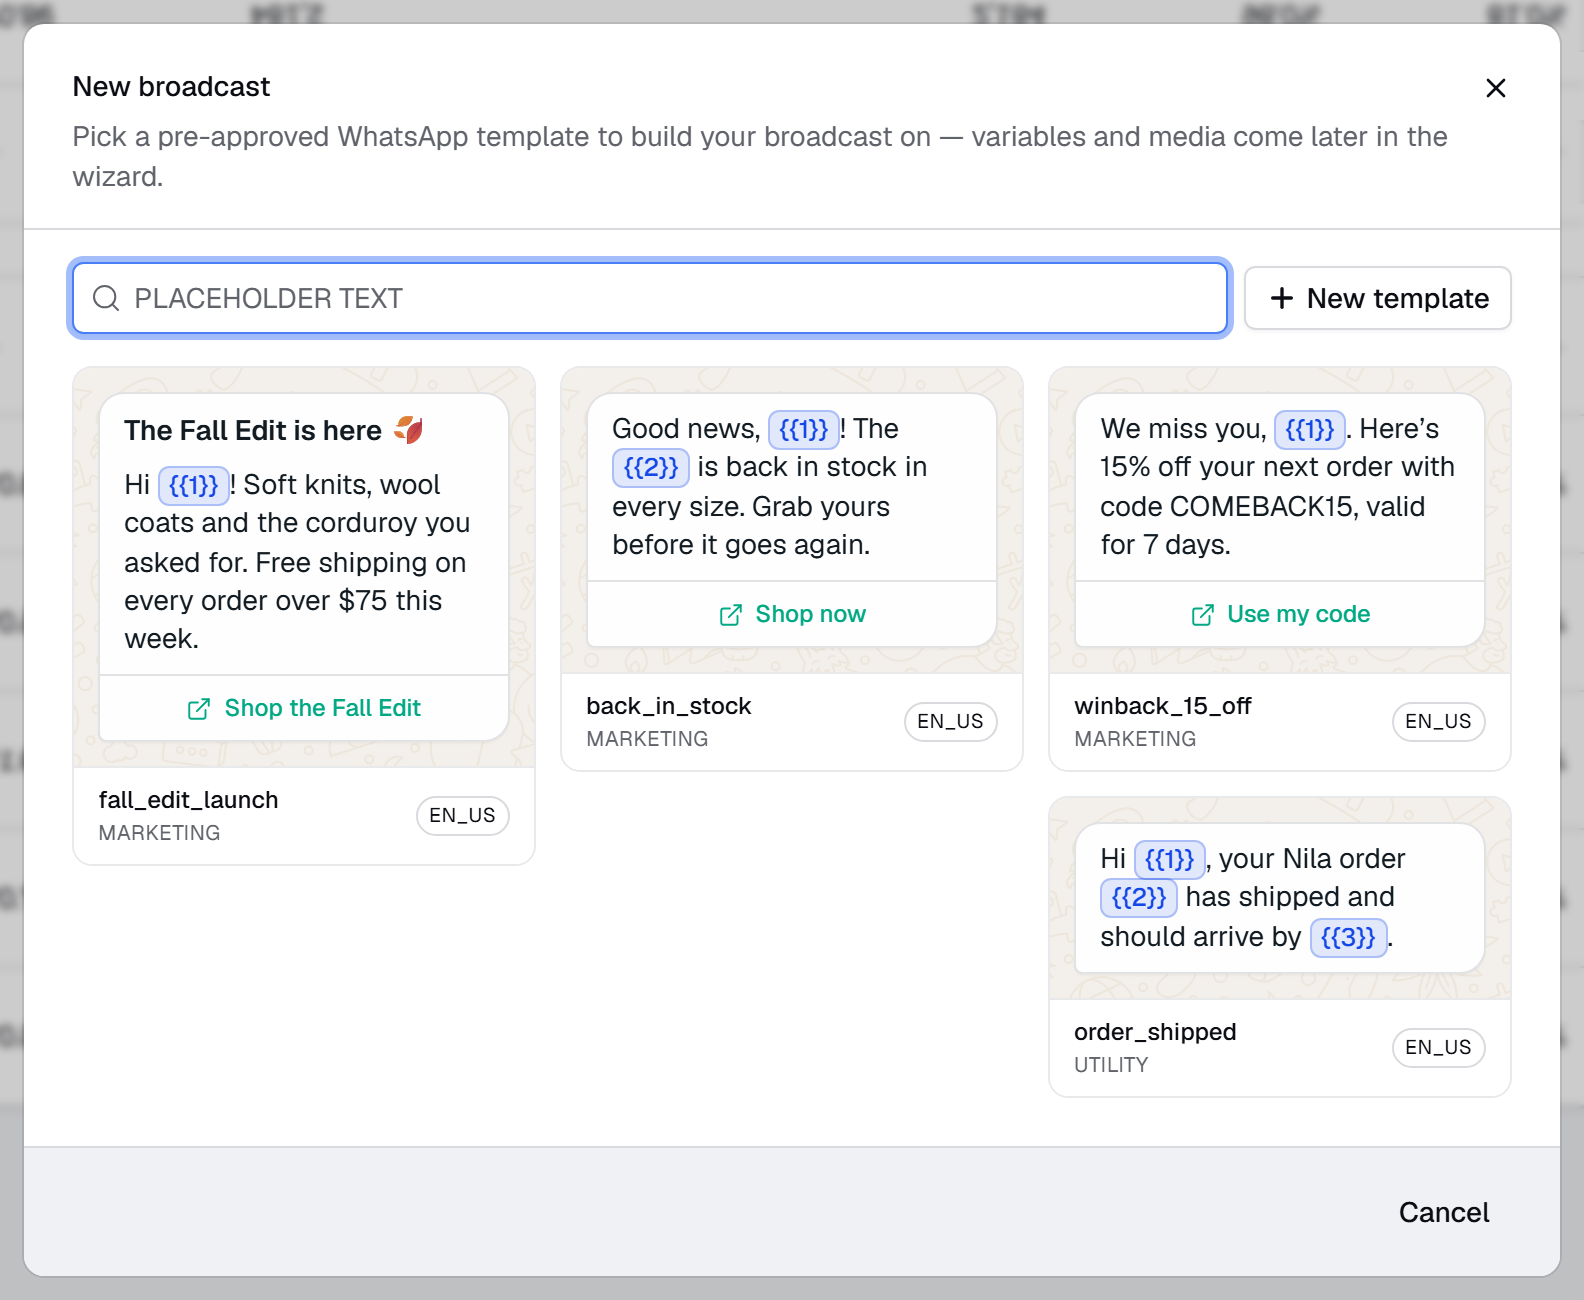 New broadcast
Pick a pre-approved WhatsApp template to build your broadcast on — variables and media come later in the
wizard.
PLACEHOLDER TEXT
New template
The Fall Edit is here 🍂
Hi {{1}}! Soft knits, wool
coats and the corduroy you
asked for. Free shipping on
every order over $75 this
week.
Shop the Fall Edit
fall_edit_launch
MARKETING
EN_US
Good news, {{1}}! The
{{2}} is back in stock in
every size. Grab yours
before it goes again.
Shop now
back_in_stock
MARKETING
EN_US
We miss you, {{1}}. Here’s
15% off your next order with
code COMEBACK15, valid
for 7 days.
Use my code
winback_15_off
MARKETING
EN_US
Hi {{1}}, your Nila order
{{2}} has shipped and
should arrive by {{3}}.
order_shipped
UTILITY
EN_US
Cancel